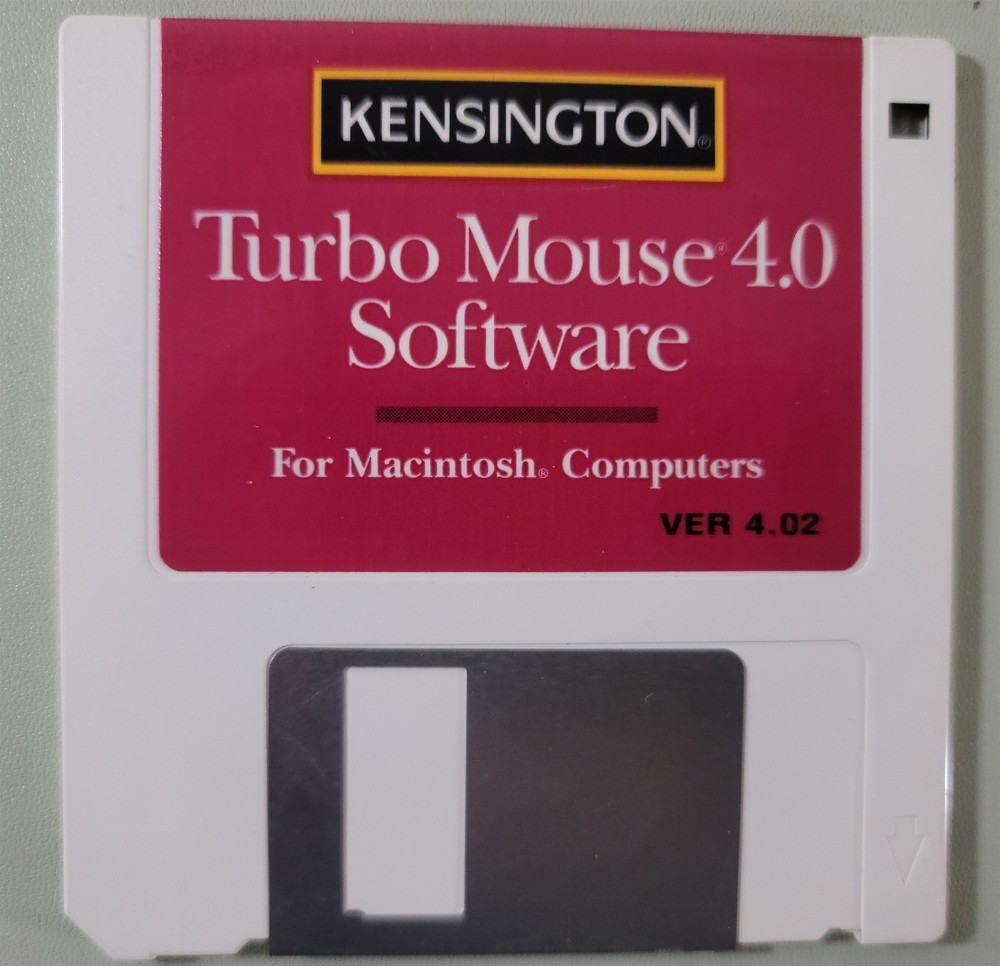 KENSINGTON®
Turbo Mouse® 4.0
Software
For Macintosh® Computers
VER 4.02